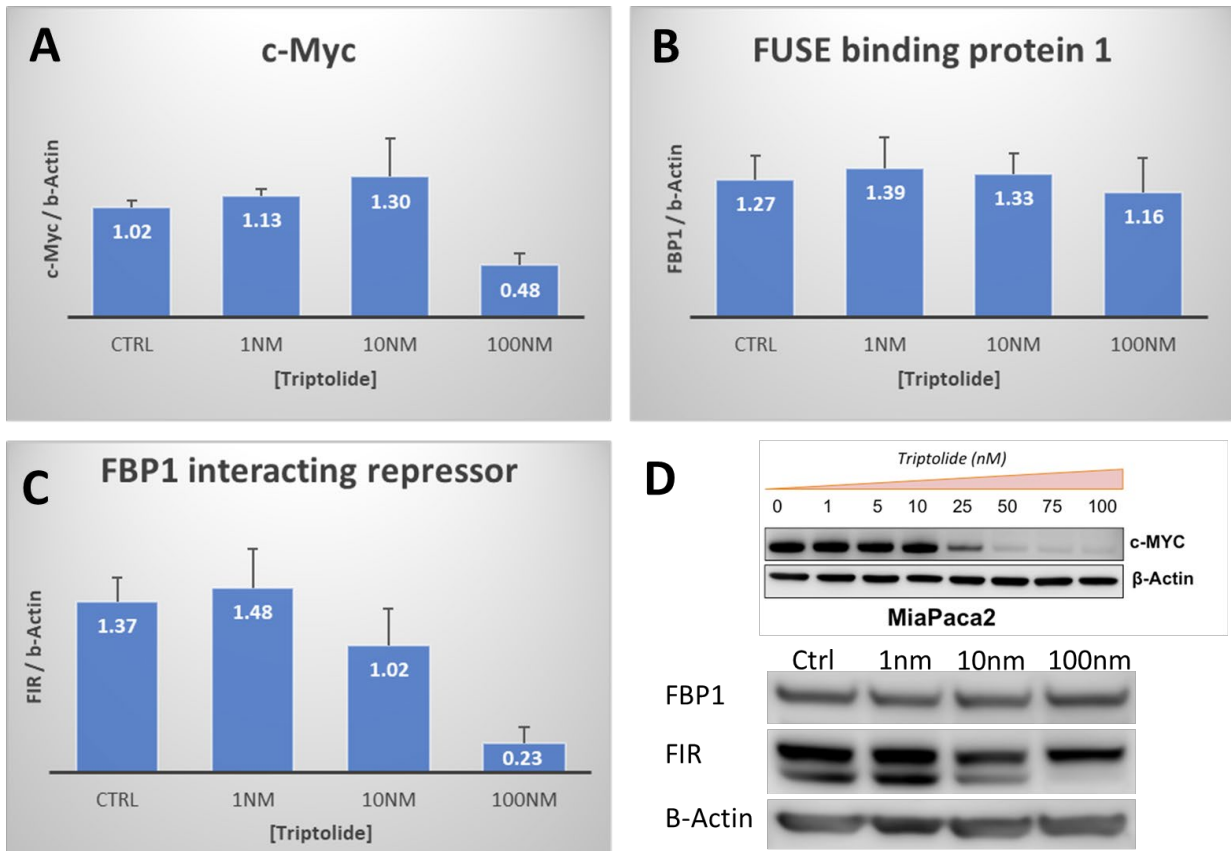 A
c-Myc
c-Myc / b-Actin
1.02
1.13
1.30
0.48
CTRL
1NM
10NM
100NM
[Triptolide]
B
FUSE binding protein 1
FBP1 / b-Actin
1.27
1.39
1.33
1.16
CTRL
1NM
10NM
100NM
[Triptolide]
C
FBP1 interacting repressor
FIR / b-Actin
1.37
1.48
1.02
0.23
CTRL
1NM
10NM
100NM
[Triptolide]
D
Triptolide (nM)
0 1 5 10 25 50 75 100
c-MYC
β-Actin
MiaPaca2
Ctrl 1nm 10nm 100nm
FBP1
FIR
B-Actin